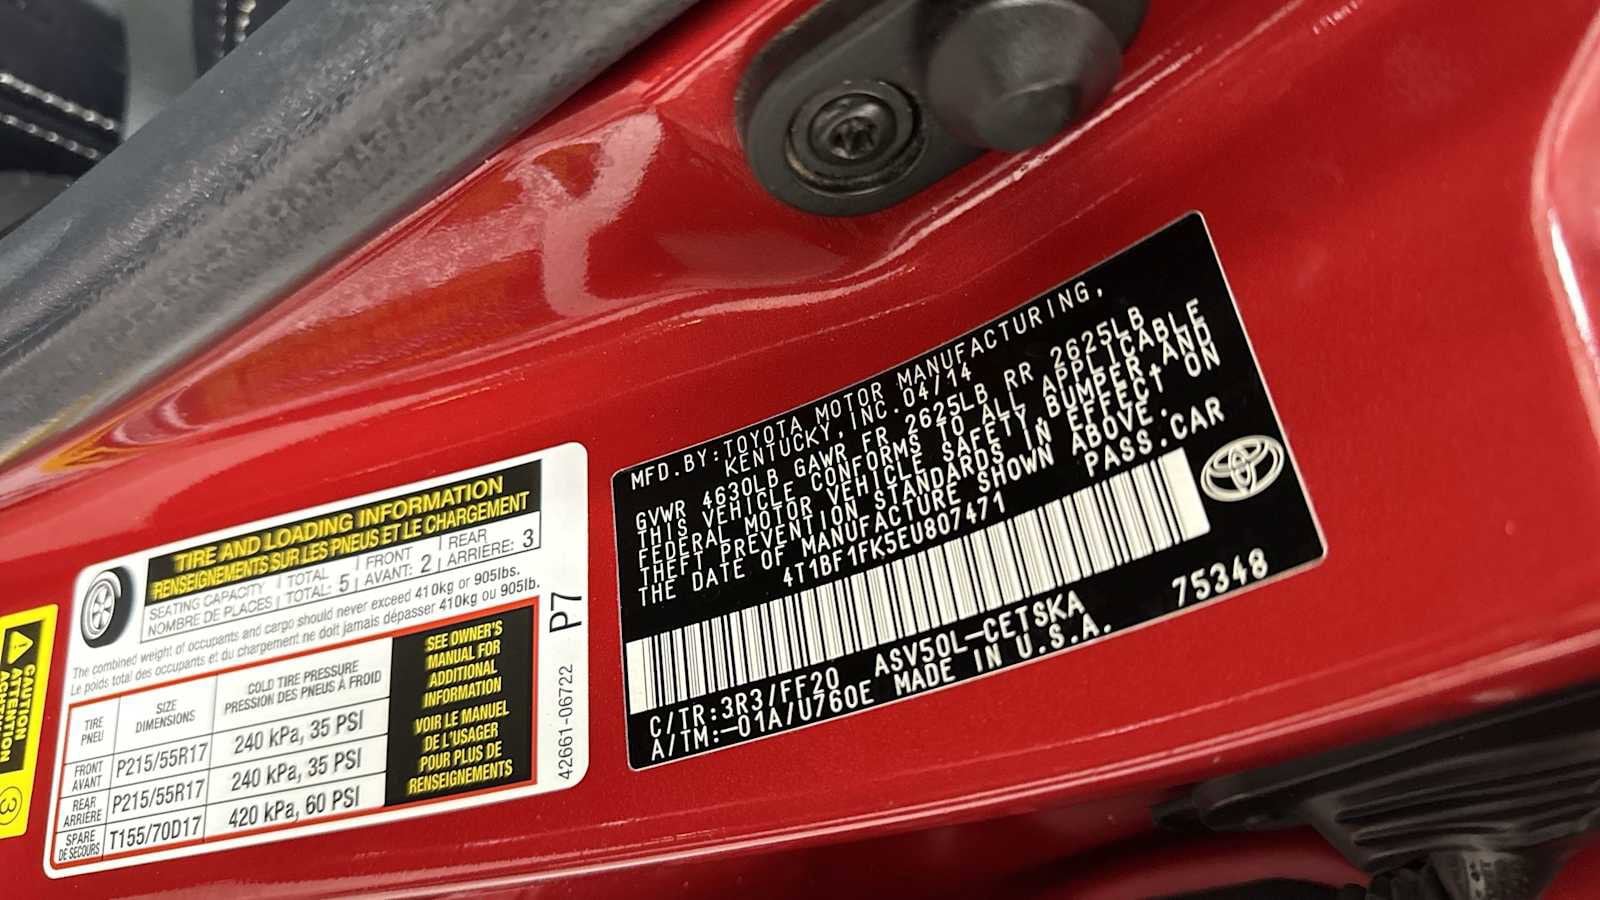 CAUTION
ATTENTION
3
TIRE AND LOADING INFORMATION
RENSEIGNEMENTS SUR LES PNEUS ET LE CHARGEMENT
SEATING CAPACITY | TOTAL | FRONT | REAR
NOMBRE DE PLACES | TOTAL: 5 | AVANT: 2 | ARRIÈRE: 3
The combined weight of occupants and cargo should never exceed 410kg or 905lbs.
Le poids total des occupants et du chargement ne doit jamais dépasser 410kg ou 905lb.
TIRE PNEU
SIZE DIMENSIONS
COLD TIRE PRESSURE
PRESSION DES PNEUS À FROID
FRONT AVANT P215/55R17 240 kPa, 35 PSI
REAR ARRIÈRE P215/55R17 240 kPa, 35 PSI
SPARE DE SECOURS T155/70D17 420 kPa, 60 PSI
SEE OWNER'S
MANUAL FOR
ADDITIONAL
INFORMATION
VOIR LE MANUEL
DE L'USAGER
POUR PLUS DE
RENSEIGNEMENTS
P7
42661-06722
MFD.BY:TOYOTA MOTOR MANUFACTURING,
KENTUCKY,INC.04/14
GVWR 4630LB GAWR FR 2625LB RR 2625LB
THIS VEHICLE CONFORMS TO ALL APPLICABLE
FEDERAL MOTOR VEHICLE SAFETY,BUMPER,AND
THEFT PREVENTION STANDARDS IN EFFECT ON
THE DATE OF MANUFACTURE SHOWN ABOVE.
4T1BF1FK5EU807471 PASS.CAR
C/TR:3R3/FF20 ASV50L-CETSKA 75348
A/TM:-01A/U760E MADE IN U.S.A.